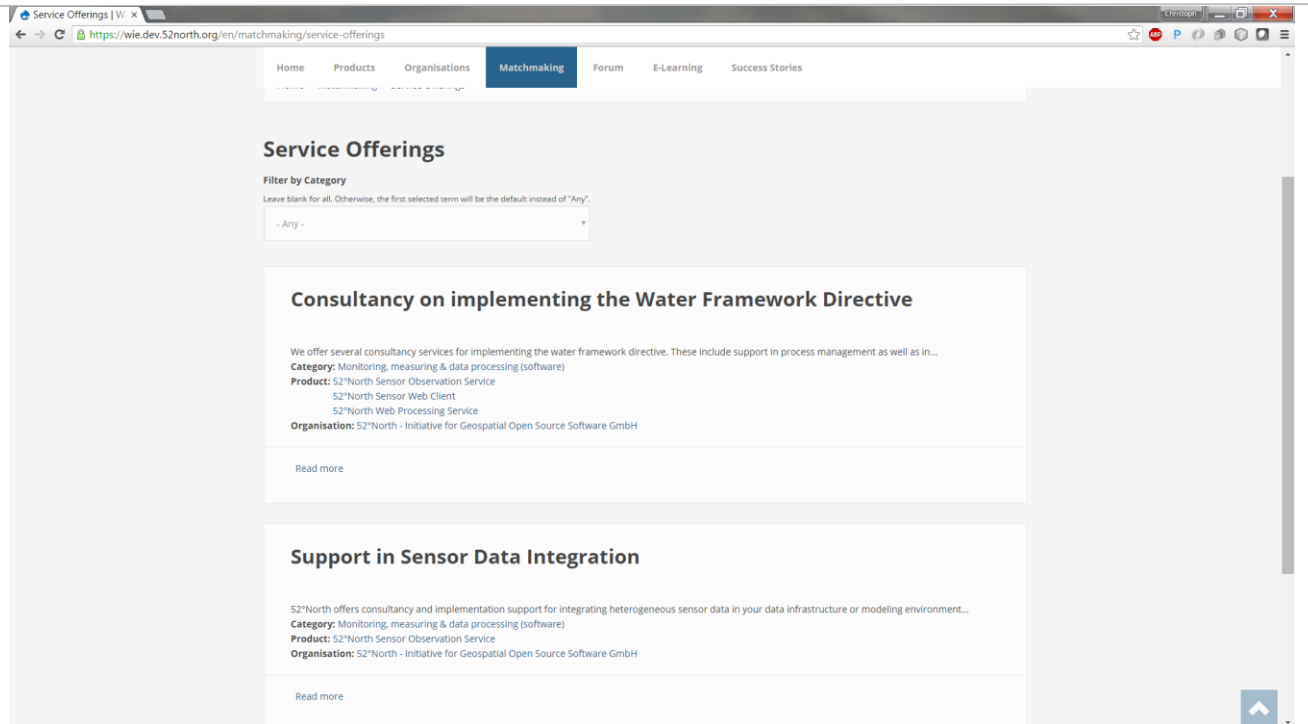 Service Offerings | W
Christoph
https://wie.dev.52north.org/en/matchmaking/service-offerings
ABP
P
Home Products Organisations Matchmaking Forum E-Learning Success Stories
Home Matchmaking Service Offerings
Service Offerings
Filter by Category
Leave blank for all. Otherwise, the first selected term will be the default instead of "Any".
- Any -
Consultancy on implementing the Water Framework Directive
We offer several consultancy services for implementing the water framework directive. These include support in process management as well as in...
Category: Monitoring, measuring & data processing (software)
Product: 52°North Sensor Observation Service
52°North Sensor Web Client
52°North Web Processing Service
Organisation: 52°North - Initiative for Geospatial Open Source Software GmbH
Read more
Support in Sensor Data Integration
52°North offers consultancy and implementation support for integrating heterogeneous sensor data in your data infrastructure or modeling environment...
Category: Monitoring, measuring & data processing (software)
Product: 52°North Sensor Observation Service
Organisation: 52°North - Initiative for Geospatial Open Source Software GmbH
Read more